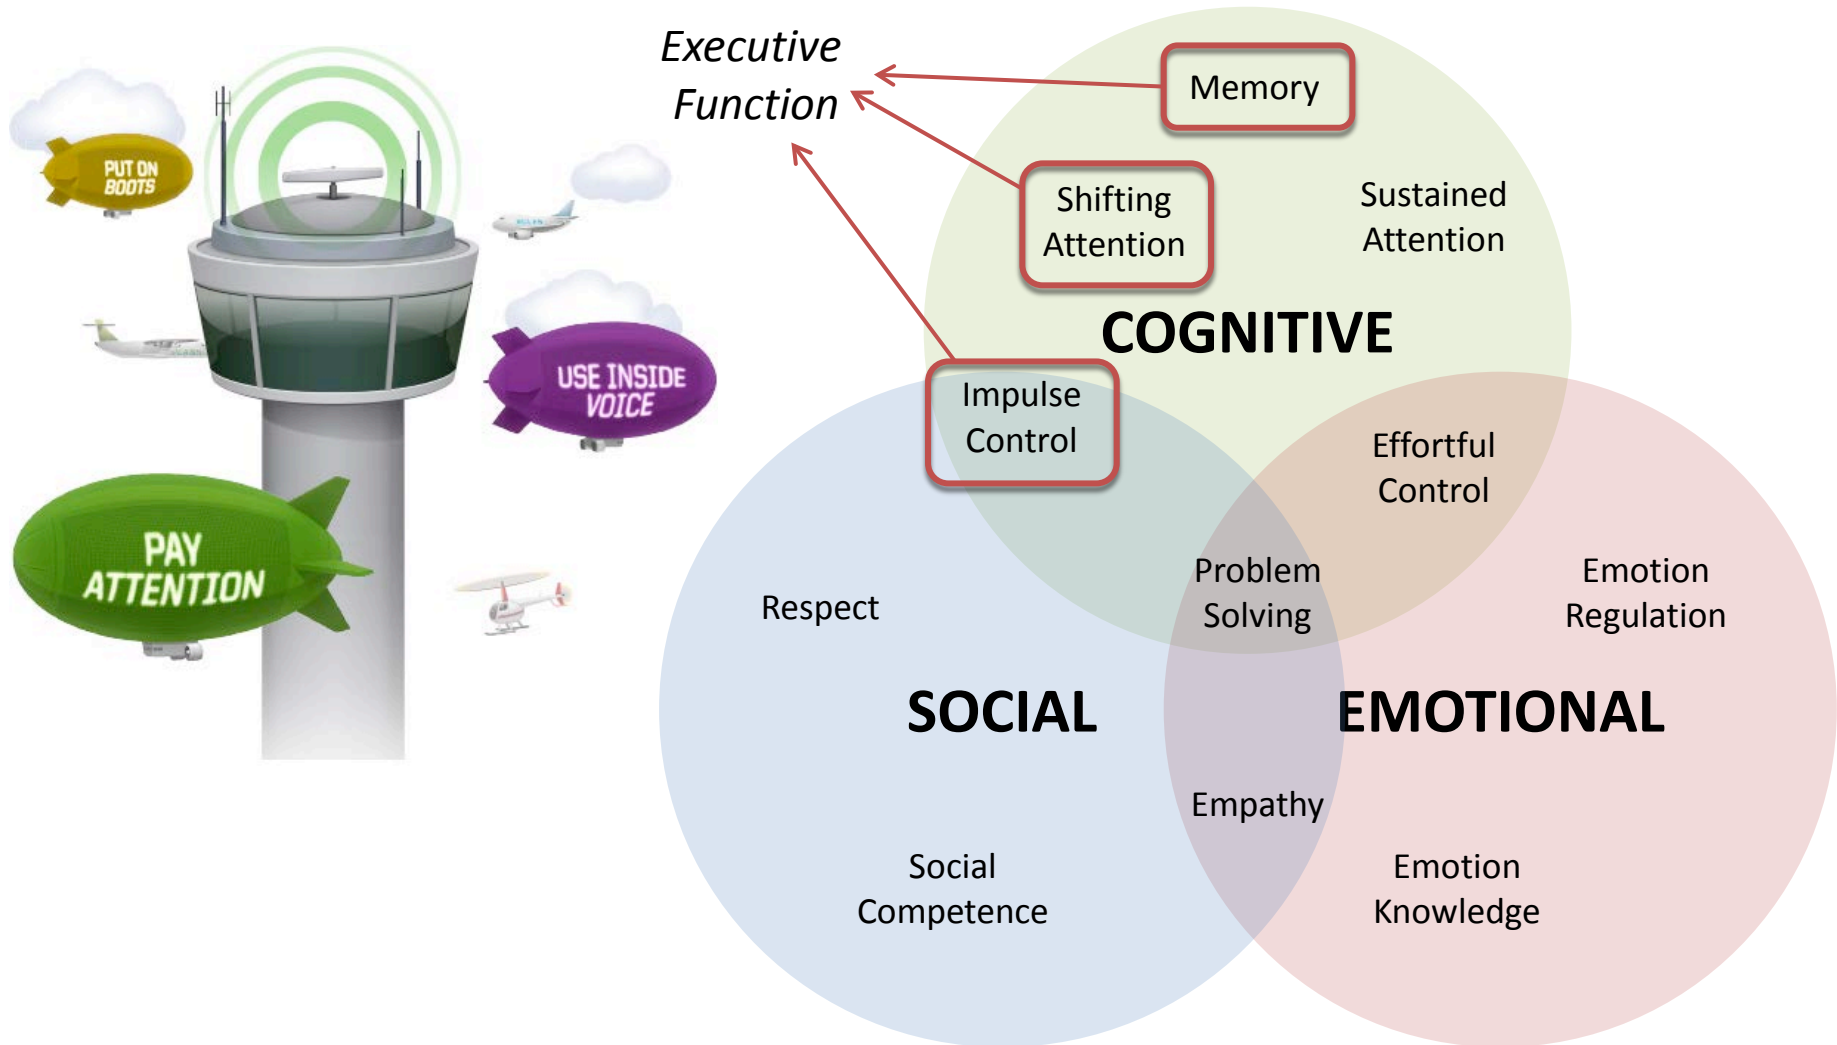 PUT ON
BOOTS
USE INSIDE
VOICE
PAY
ATTENTION
Executive
Function
Memory
Shifting
Attention
Sustained
Attention
COGNITIVE
Impulse
Control
Effortful
Control
Problem
Solving
Respect
Emotion
Regulation
SOCIAL
EMOTIONAL
Empathy
Social
Competence
Emotion
Knowledge